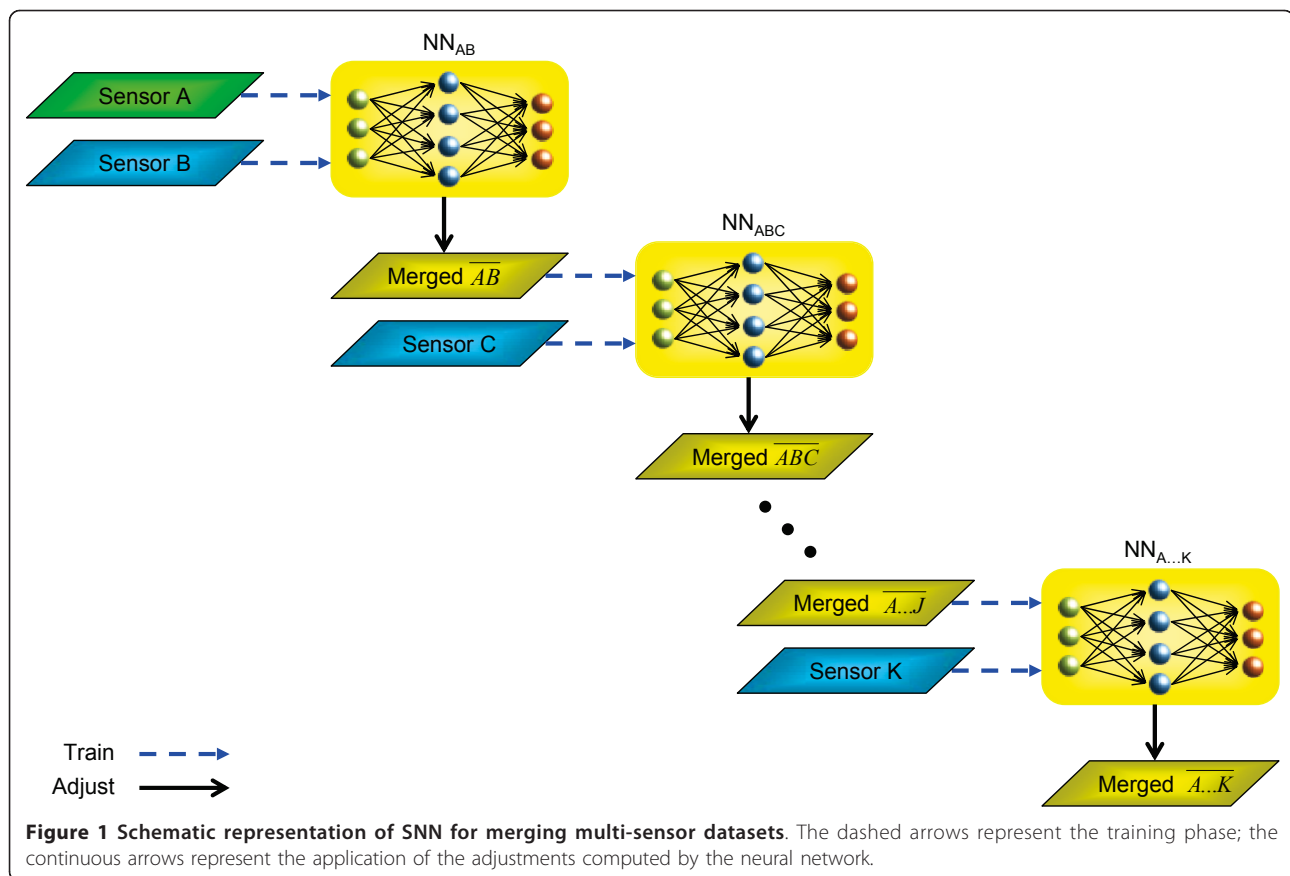 NN_AB
Sensor A
Sensor B
NN_ABC
Merged AB
Sensor C
Merged ABC
NN_A...K
Merged A...J
Sensor K
Train
Adjust
Merged A...K
Figure 1 Schematic representation of SNN for merging multi-sensor datasets. The dashed arrows represent the training phase; the
continuous arrows represent the application of the adjustments computed by the neural network.